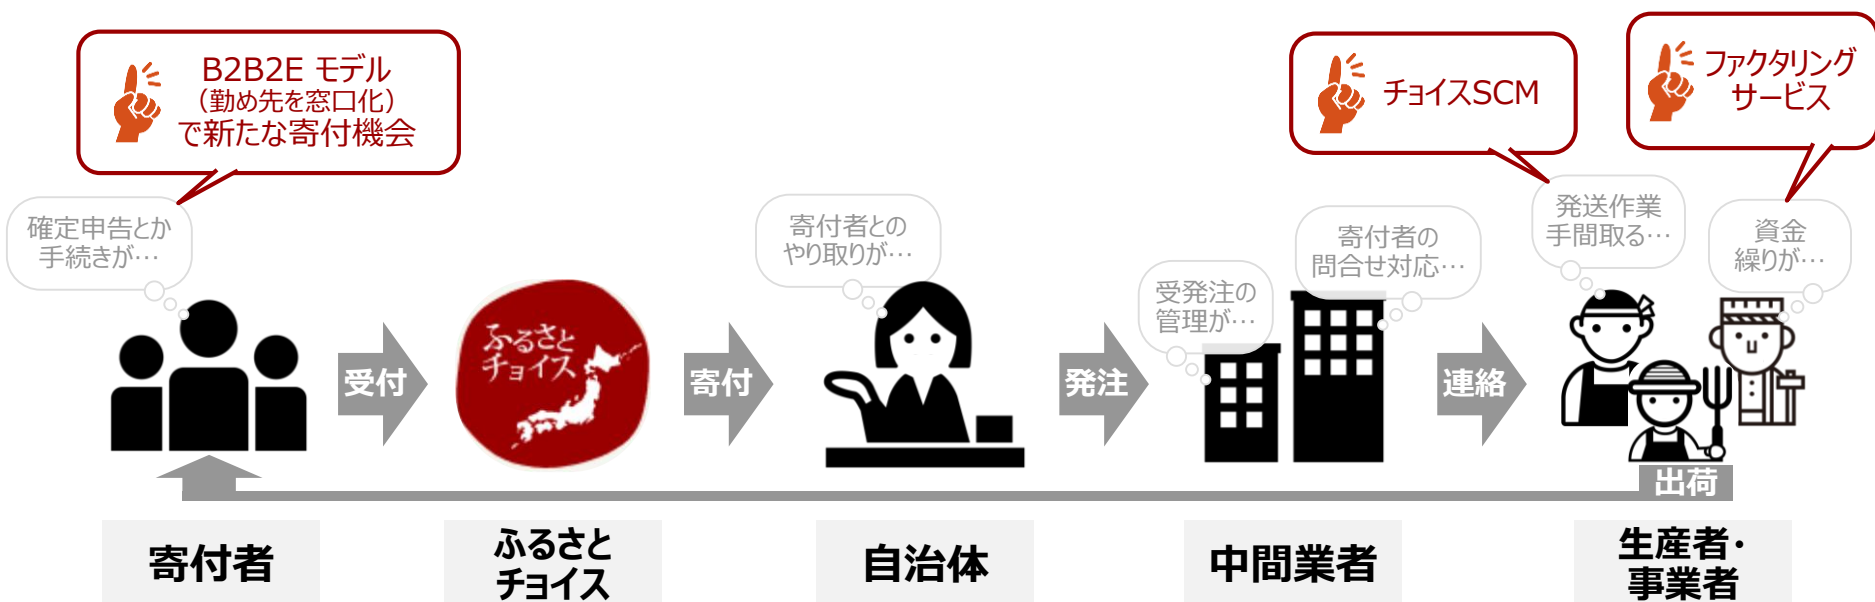 B2B2E モデル
（勤め先を窓口化）
で新たな寄付機会
チョイスSCM
ファクタリング
サービス
確定申告とか
手続きが…
寄付者との
やり取りが…
受発注の
管理が…
寄付者の
問合せ対応…
発送作業
手間取る…
資金
繰りが…
受付
ふるさと
チョイス
寄付
発注
連絡
出荷
寄付者
ふるさと
チョイス
自治体
中間業者
生産者・
事業者